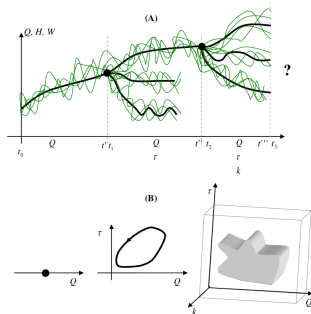 (A)
Q, H, W
?
t₀ Q t' t₁ Q t'' t₂ Q t''' t₃
τ τ
k
(B)
τ
τ
Q Q Q
k